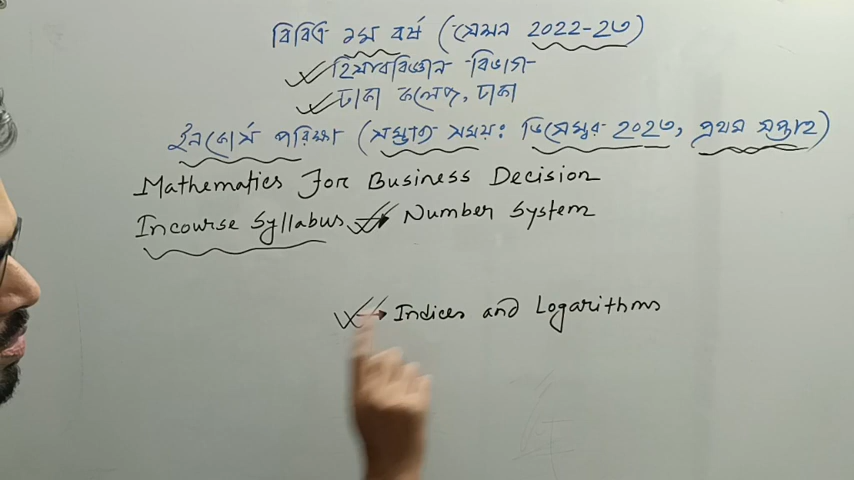 বিবিএ ১ম বর্ষ (সেশন 2022-23)
হিসাববিজ্ঞান বিভাগ
ঢাকা কলেজ, ঢাকা
ইনকোর্স পরিক্ষা (সম্ভাব্য সময়: ডিসেম্বর 2023, প্রথম সপ্তাহ)
Mathematics For Business Decision
Incourse Syllabus → Number System
→ Indices and Logarithms